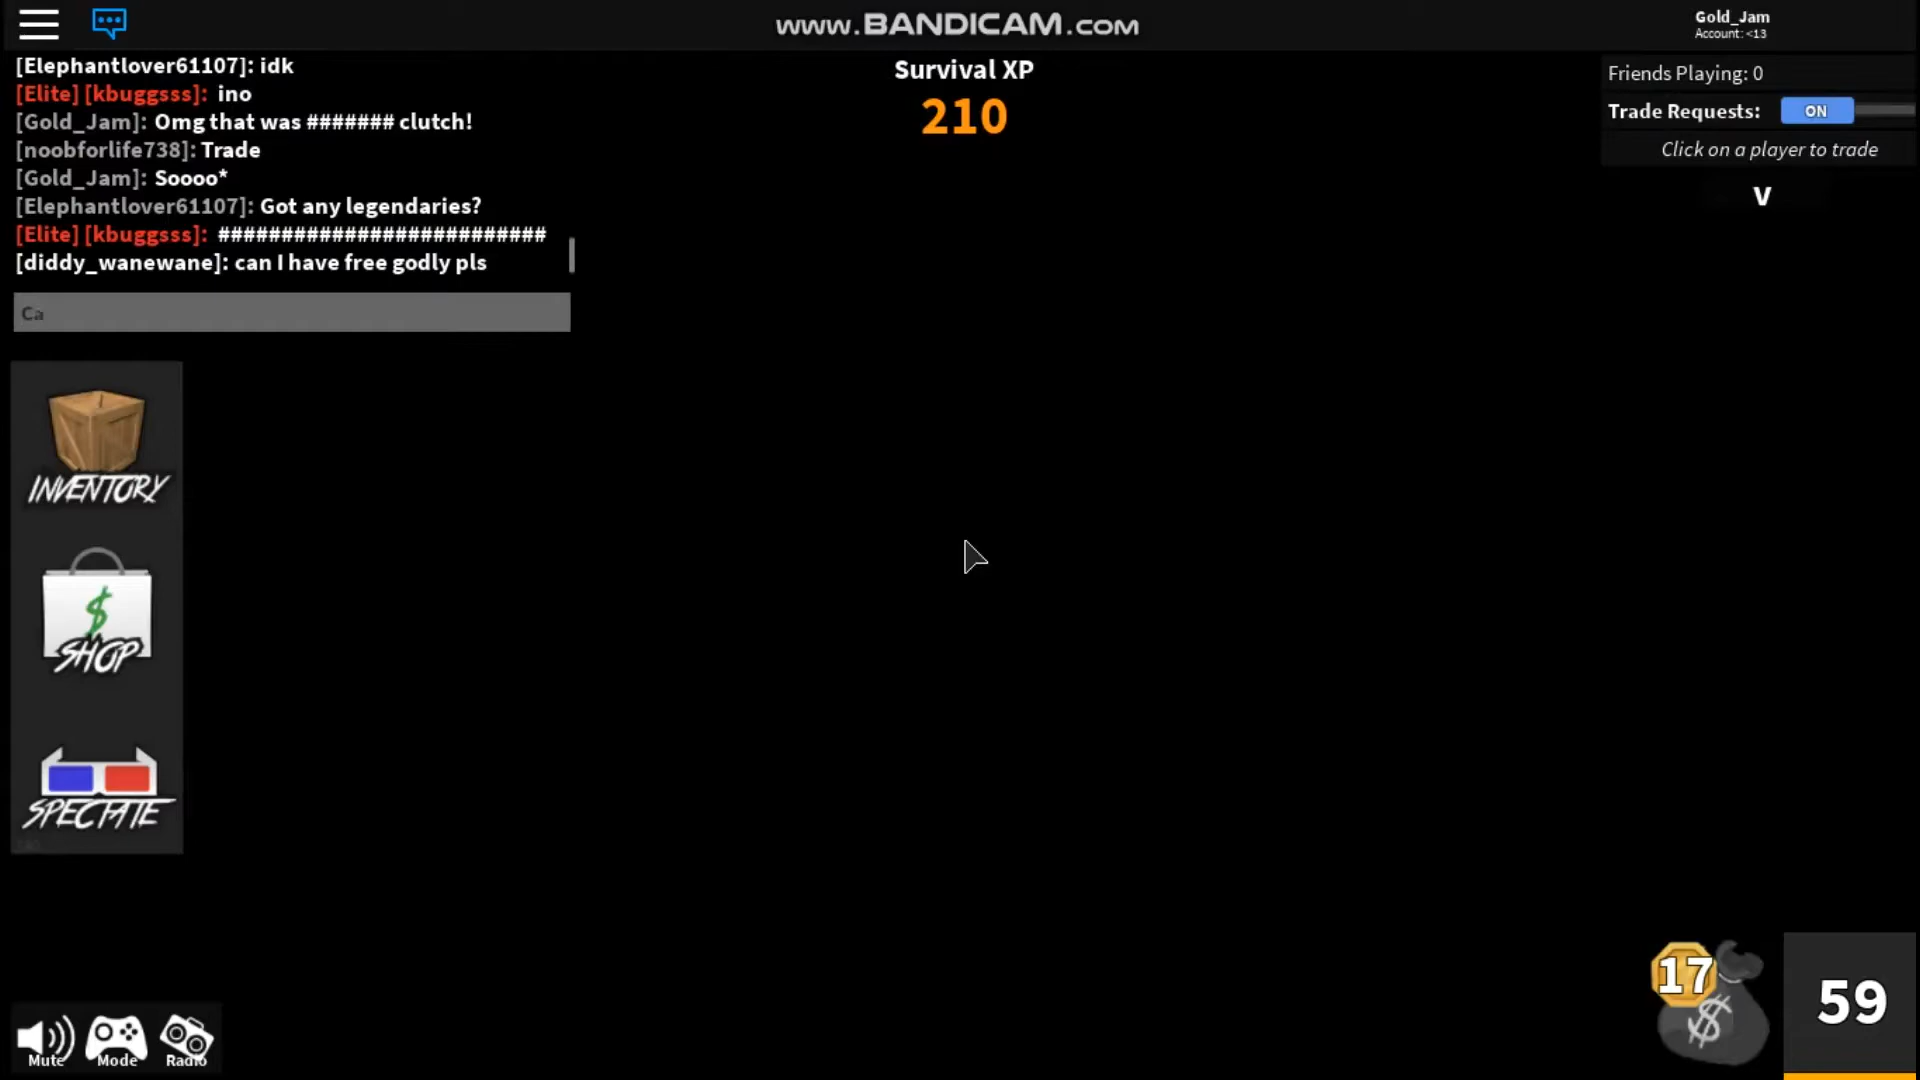 www.BANDICAM.com
Gold_Jam
Account: <13
[Elephantlover61107]: idk
[Elite] [kbuggsss]: ino
[Gold_Jam]: Omg that was ####### clutch!
[noobforlife738]: Trade
[Gold_Jam]: Soooo*
[Elephantlover61107]: Got any legendaries?
[Elite] [kbuggsss]: ##########################
[diddy_wanewane]: can I have free godly pls
Ca
Survival XP
210
Friends Playing: 0
Trade Requests: ON
Click on a player to trade
V
INVENTORY
$
SHOP
SPECTATE
Mute
Mode
Radio
17
$
59